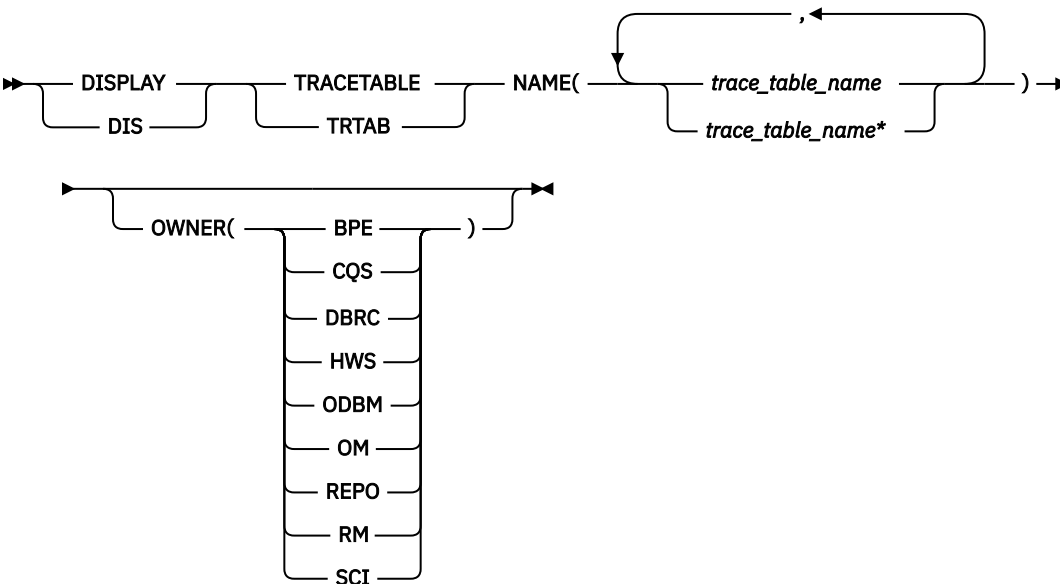 ,
DISPLAY TRACETABLE NAME( trace_table_name )
DIS TRTAB trace_table_name*
OWNER( BPE )
CQS
DBRC
HWS
ODBM
OM
REPO
RM
SCI